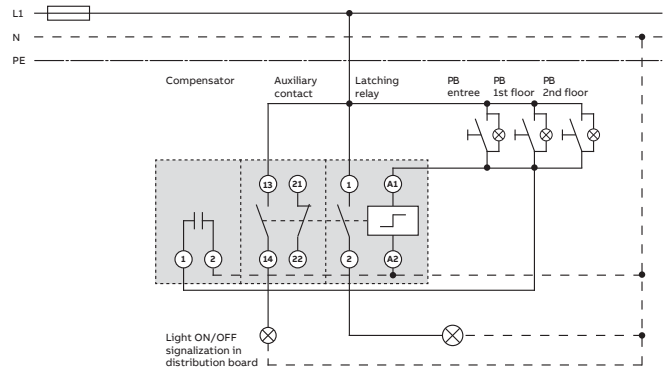 L1
N
PE
Compensator
Auxiliary
contact
Latching
relay
PB
entree
PB
1st floor
PB
2nd floor
13
21
1
A1
1
2
14
22
2
A2
Light ON/OFF
signalization in
distribution board